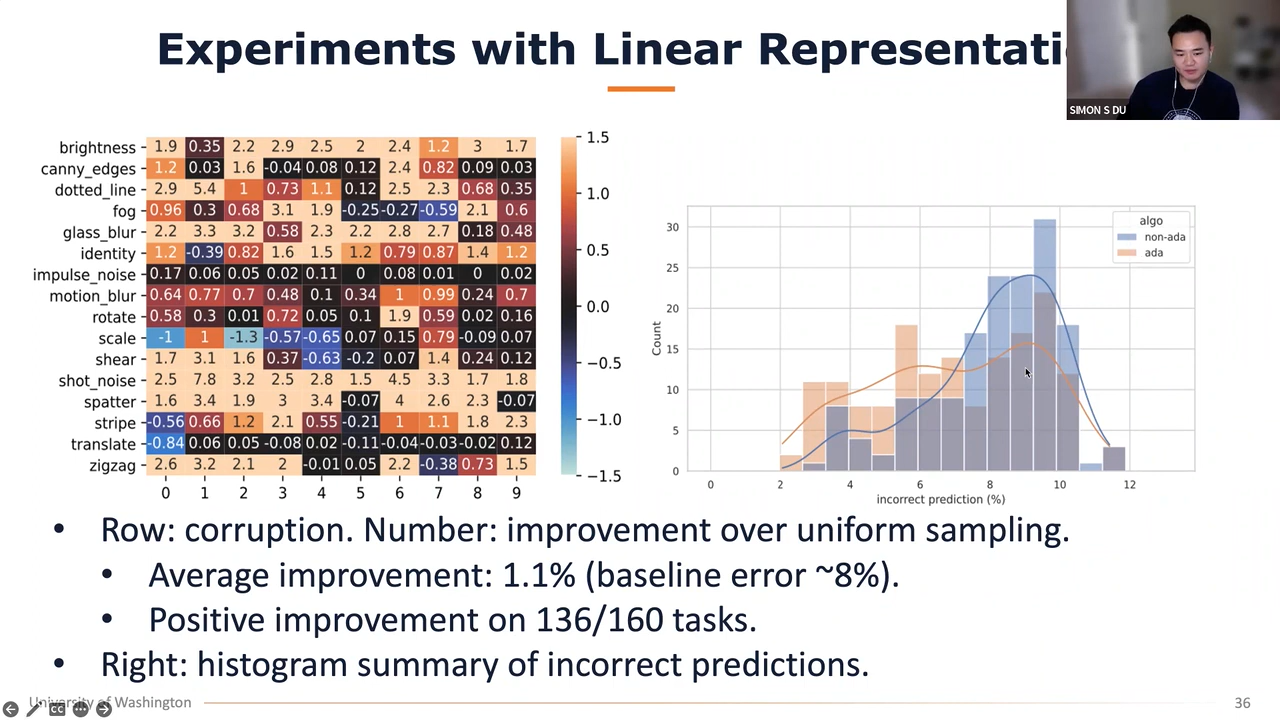 Experiments with Linear Representati
SIMON S DU
brightness 1.9 0.35 2.2 2.9 2.5 2 2.4 1.2 3 1.7
canny_edges 1.2 0.03 1.6 -0.04 0.08 0.12 2.4 0.82 0.09 0.03
dotted_line 2.9 5.4 1 0.73 1.1 0.12 2.5 2.3 0.68 0.35
fog 0.96 0.3 0.68 3.1 1.9 -0.25 -0.27 -0.59 2.1 0.6
glass_blur 2.2 3.3 3.2 0.58 2.3 2.2 2.8 2.7 0.18 0.48
identity 1.2 -0.39 0.82 1.6 1.5 1.2 0.79 0.87 1.4 1.2
impulse_noise 0.17 0.06 0.05 0.02 0.11 0 0.08 0.01 0 0.02
motion_blur 0.64 0.77 0.7 0.48 0.1 0.34 1 0.99 0.24 0.7
rotate 0.58 0.3 0.01 0.72 0.05 0.1 1.9 0.59 0.02 0.16
scale -1 1 -1.3 -0.57 -0.65 0.07 0.15 0.79 -0.09 0.07
shear 1.7 3.1 1.6 0.37 -0.63 -0.2 0.07 1.4 0.24 0.12
shot_noise 2.5 7.8 3.2 2.5 2.8 1.5 4.5 3.3 1.7 1.8
spatter 1.6 3.4 1.9 3 3.4 -0.07 4 2.6 2.3 -0.07
stripe -0.56 0.66 1.2 2.1 0.55 -0.21 1 1.1 1.8 2.3
translate -0.84 0.06 0.05 -0.08 0.02 -0.11 -0.04 -0.03 -0.02 0.12
zigzag 2.6 3.2 2.1 2 -0.01 0.05 2.2 -0.38 0.73 1.5
0 1 2 3 4 5 6 7 8 9
1.5
1.0
0.5
0.0
−0.5
−1.0
−1.5
algo
non-ada
ada
Count
30
25
20
15
10
5
0
0 2 4 6 8 10 12
incorrect prediction (%)
• Row: corruption. Number: improvement over uniform sampling.
• Average improvement: 1.1% (baseline error ~8%).
• Positive improvement on 136/160 tasks.
• Right: histogram summary of incorrect predictions.
University of Washington
CC
36